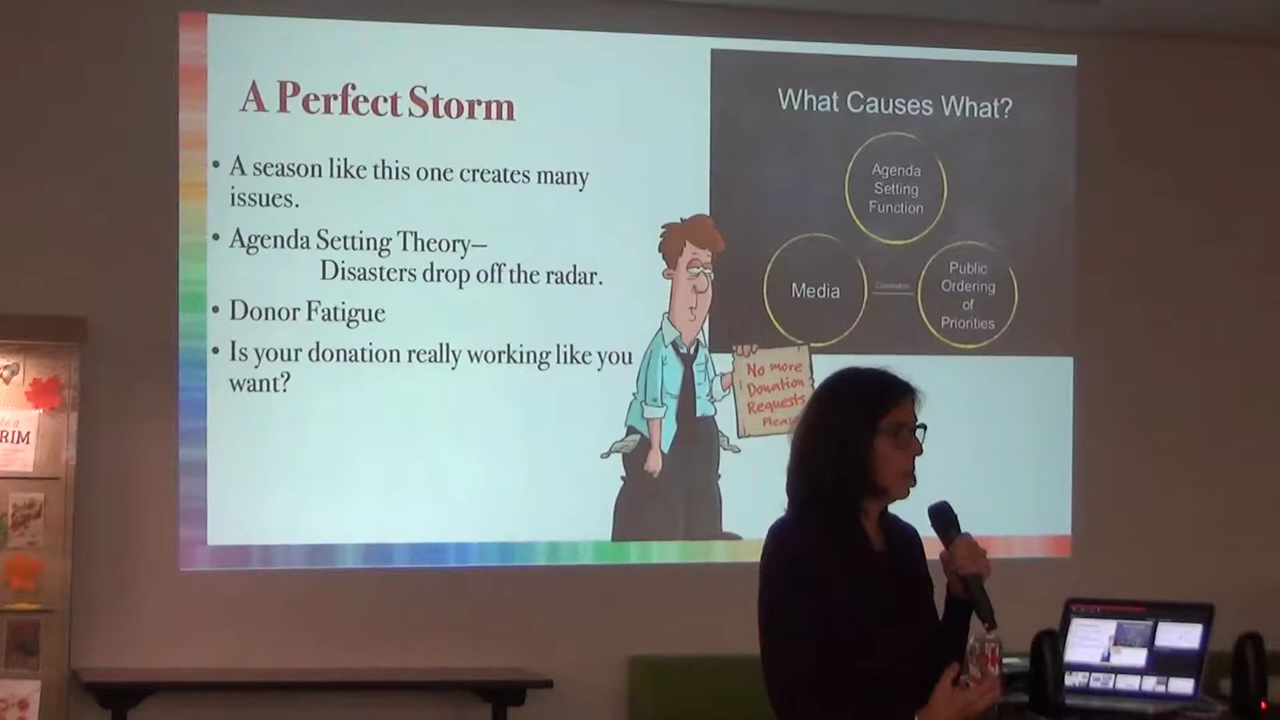 A Perfect Storm
• A season like this one creates many
issues.
• Agenda Setting Theory–
Disasters drop off the radar.
• Donor Fatigue
• Is your donation really working like you
want?
What Causes What?
Agenda
Setting
Function
Media
Public
Ordering
of
Priorities
No more
Donation
Requests
RIM